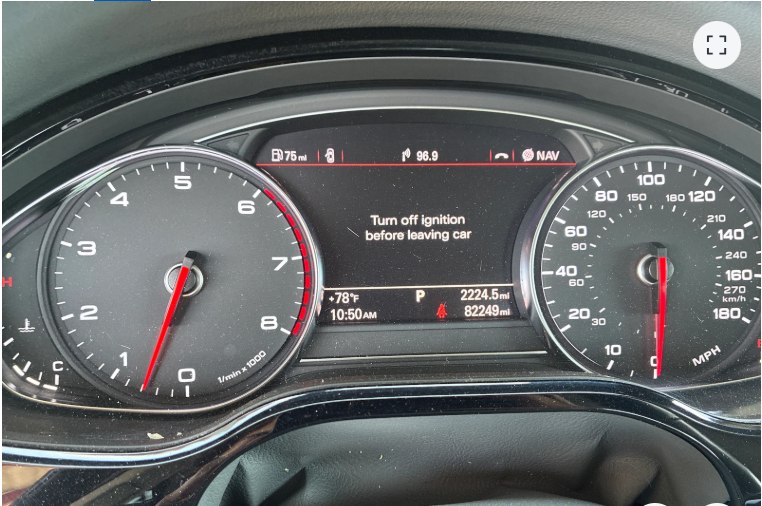 75 mi
96.9
NAV
Turn off ignition
before leaving car
+78°F
P
2224.5 mi
10:50 AM
82249 mi
0
1
2
3
4
5
6
7
8
1/min x 1000
H
C
0
10
20
40
60
80
100
120
140
160
180
30
60
90
120
150
180
210
240
270
km/h
MPH